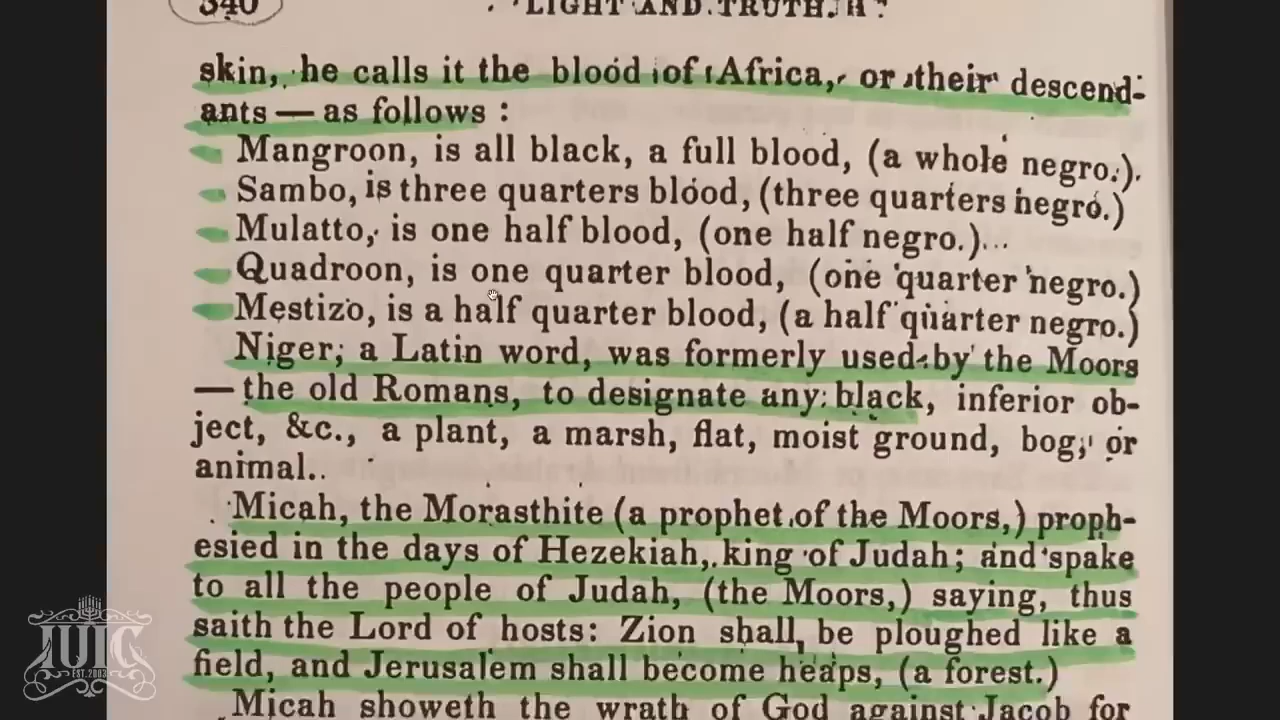 340
"LIGHT AND TRUTH."
skin, he calls it the blood of Africa, or their descend-
ants — as follows :
Mangroon, is all black, a full blood, (a whole negro.)
Sambo, is three quarters blood, (three quarters negro.)
Mulatto, is one half blood, (one half negro.)
Quadroon, is one quarter blood, (one quarter negro.)
Mestizo, is a half quarter blood, (a half quarter negro.)
Niger; a Latin word, was formerly used by the Moors
— the old Romans, to designate any black, inferior ob-
ject, &c., a plant, a marsh, flat, moist ground, bog, or
animal.
Micah, the Morasthite (a prophet of the Moors,) proph-
esied in the days of Hezekiah, king of Judah; and spake
to all the people of Judah, (the Moors,) saying, thus
saith the Lord of hosts: Zion shall be ploughed like a
field, and Jerusalem shall become heaps, (a forest.)
Micah showeth the wrath of God against Jacob for
IUIC
EST. 2003